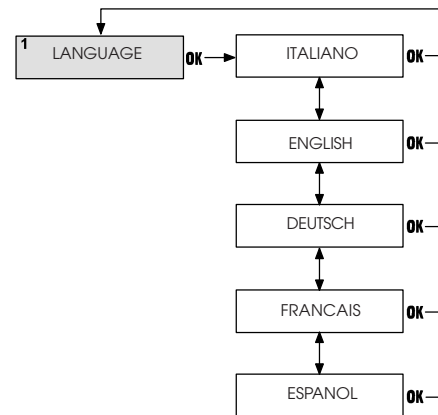 1
LANGUAGE OK ITALIANO OK
ENGLISH OK
DEUTSCH OK
FRANCAIS OK
ESPANOL OK